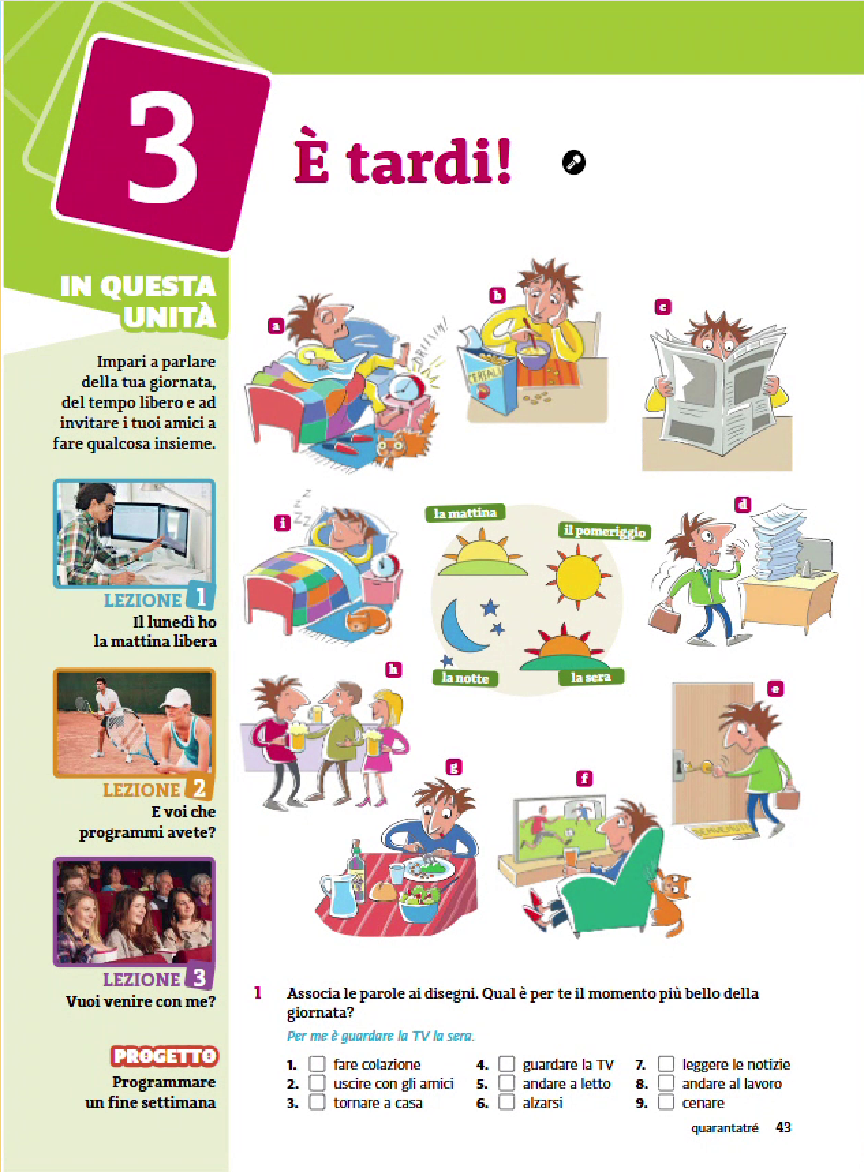 3
È tardi!
IN QUESTA
UNITÀ
Impari a parlare
della tua giornata,
del tempo libero e ad
invitare i tuoi amici a
fare qualcosa insieme.
LEZIONE 1
Il lunedì ho
la mattina libera
LEZIONE 2
E voi che
programmi avete?
LEZIONE 3
Vuoi venire con me?
PROGETTO
Programmare
un fine settimana
a
DRIIIIN!
b
CEREALI
c
i
z z Z Z
la mattina
il pomeriggio
la notte
la sera
d
h
e
BENVENUTI
g
f
1 Associa le parole ai disegni. Qual è per te il momento più bello della
giornata?
Per me è guardare la TV la sera.
1. fare colazione
2. uscire con gli amici
3. tornare a casa
4. guardare la TV
5. andare a letto
6. alzarsi
7. leggere le notizie
8. andare al lavoro
9. cenare
quarantatré 43